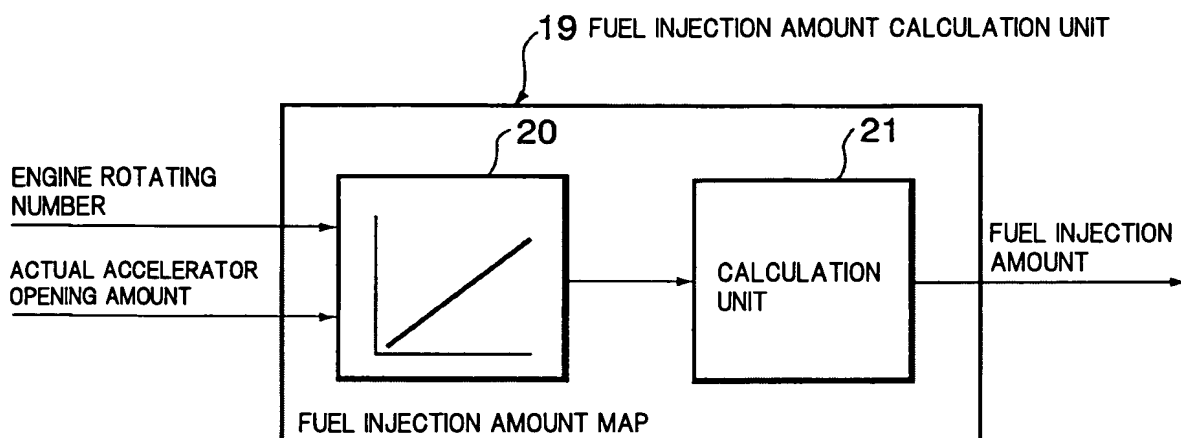 19 FUEL INJECTION AMOUNT CALCULATION UNIT
20
21
ENGINE ROTATING
NUMBER
ACTUAL ACCELERATOR
OPENING AMOUNT
CALCULATION
UNIT
FUEL INJECTION
AMOUNT
FUEL INJECTION AMOUNT MAP